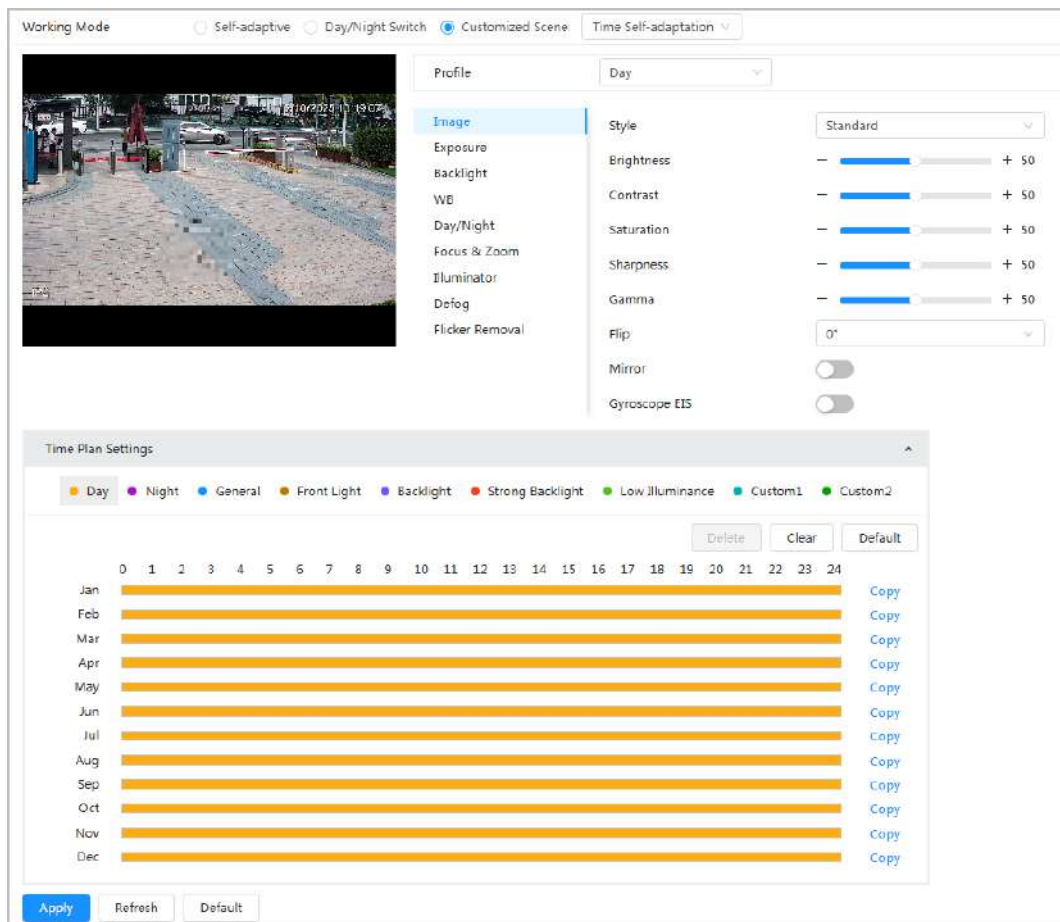 Working Mode Self-adaptive Day/Night Switch Customized Scene Time Self-adaptation
Profile Day
Image
Exposure
Backlight
WB
Day/Night
Focus & Zoom
Illuminator
Defog
Flicker Removal
Style Standard
Brightness − + 50
Contrast − + 50
Saturation − + 50
Sharpness − + 50
Gamma − + 50
Flip 0°
Mirror
Gyroscope EIS
Time Plan Settings
Day Night General Front Light Backlight Strong Backlight Low Illuminance Custom1 Custom2
Delete Clear Default
0 1 2 3 4 5 6 7 8 9 10 11 12 13 14 15 16 17 18 19 20 21 22 23 24
Jan Copy
Feb Copy
Mar Copy
Apr Copy
May Copy
Jun Copy
Jul Copy
Aug Copy
Sep Copy
Oct Copy
Nov Copy
Dec Copy
Apply Refresh Default